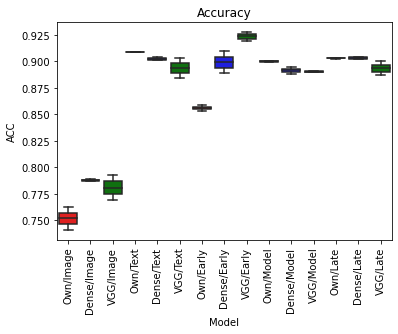 Accuracy
ACC
0.925
0.900
0.875
0.850
0.825
0.800
0.775
0.750
Own/Image
Dense/Image
VGG/Image
Own/Text
Dense/Text
VGG/Text
Own/Early
Dense/Early
VGG/Early
Own/Model
Dense/Model
VGG/Model
Own/Late
Dense/Late
VGG/Late
Model